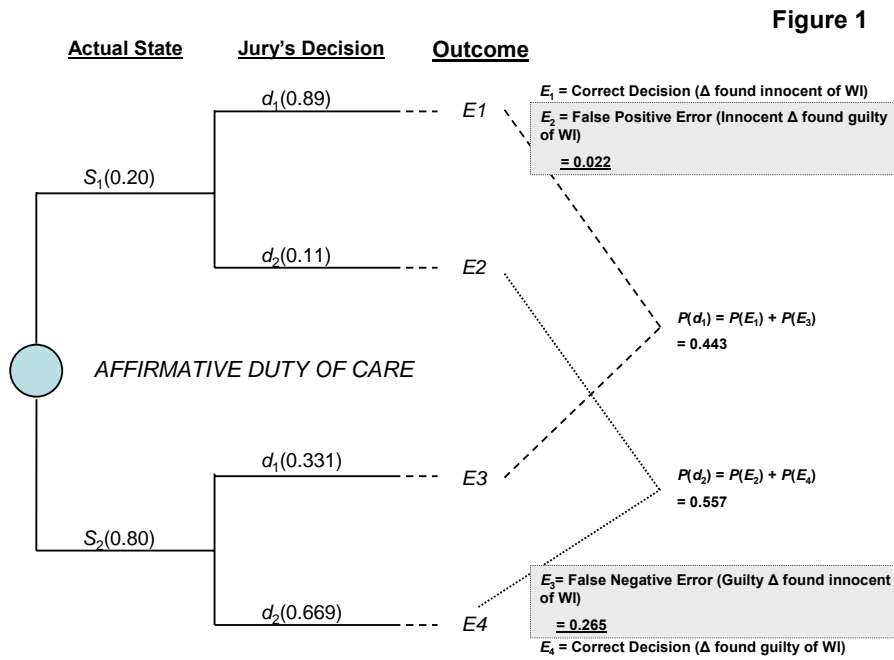 Figure 1
Actual State
Jury's Decision
Outcome
d1(0.89)
E1
E1 = Correct Decision (Δ found innocent of WI)
E2 = False Positive Error (Innocent Δ found guilty
of WI)
= 0.022
S1(0.20)
d2(0.11)
E2
P(d1) = P(E1) + P(E3)
= 0.443
AFFIRMATIVE DUTY OF CARE
d1(0.331)
E3
P(d2) = P(E2) + P(E4)
= 0.557
S2(0.80)
E3= False Negative Error (Guilty Δ found innocent
of WI)
= 0.265
d2(0.669)
E4
E4 = Correct Decision (Δ found guilty of WI)